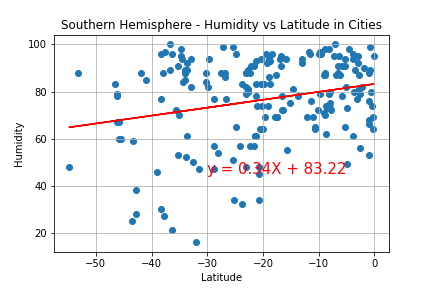 Southern Hemisphere - Humidity vs Latitude in Cities
100
80
60
40
20
Humidity
y = 0.34X + 83.22
−50
−40
−30
−20
−10
0
Latitude